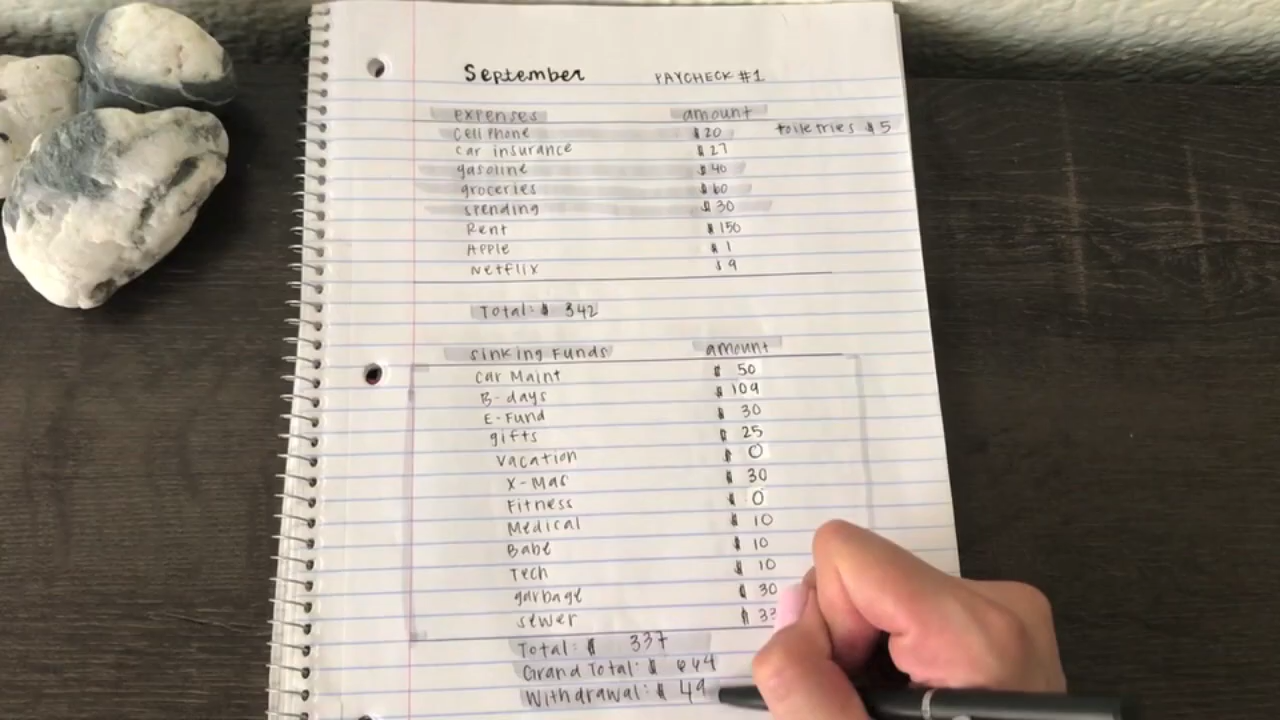 September PAYCHECK #1
expenses amount
Cell Phone $20 toiletries $5
car insurance $27
gasoline $40
groceries $60
spending $30
Rent $150
Apple $1
Netflix $9
Total: $ 342
sinking Funds amount
Car Maint $ 50
B-days $ 109
E-Fund $ 30
gifts $ 25
vacation $ 0
X-Mas $ 30
Fitness $ 0
Medical $ 10
Babe $ 10
Tech $ 10
garbage $ 30
sewer $ 33
Total: $ 337
Grand Total: $
Withdrawal: $ 49